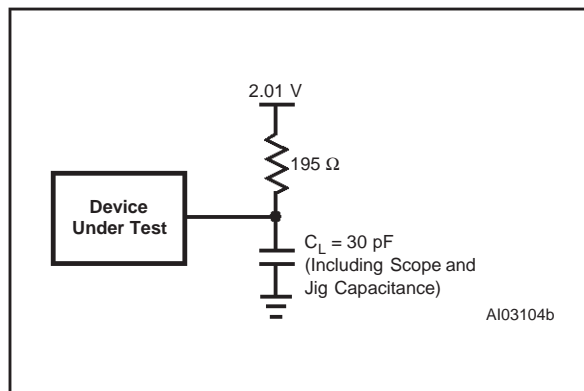 2.01 V
195 Ω
Device
Under Test
C_L = 30 pF
(Including Scope and
Jig Capacitance)
AI03104b